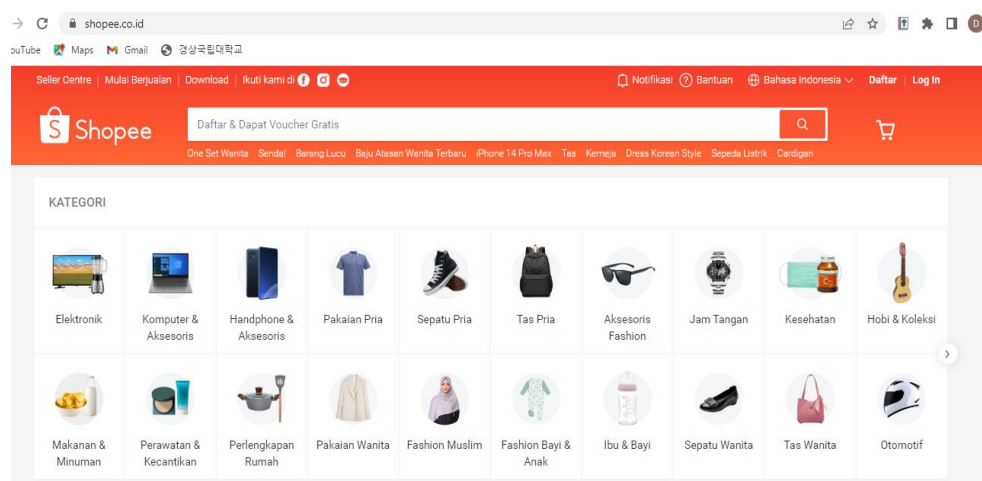 shopee.co.id
ouTube Maps Gmail 경상국립대학교
Seller Centre | Mulai Berjualan | Download | Ikuti kami di Notifikasi Bantuan Bahasa Indonesia Daftar | Log In
Shopee
Daftar & Dapat Voucher Gratis
One Set Wanita Sendal Barang Lucu Baju Atasan Wanita Terbaru iPhone 14 Pro Max Tas Kemeja Dress Korean Style Sepeda Listrik Cardigan
KATEGORI
Elektronik
Komputer &
Aksesoris
Handphone &
Aksesoris
Pakaian Pria
Sepatu Pria
Tas Pria
Aksesoris
Fashion
Jam Tangan
Kesehatan
Hobi & Koleksi
Makanan &
Minuman
Perawatan &
Kecantikan
Perlengkapan
Rumah
Pakaian Wanita
Fashion Muslim
Fashion Bayi &
Anak
Ibu & Bayi
Sepatu Wanita
Tas Wanita
Otomotif